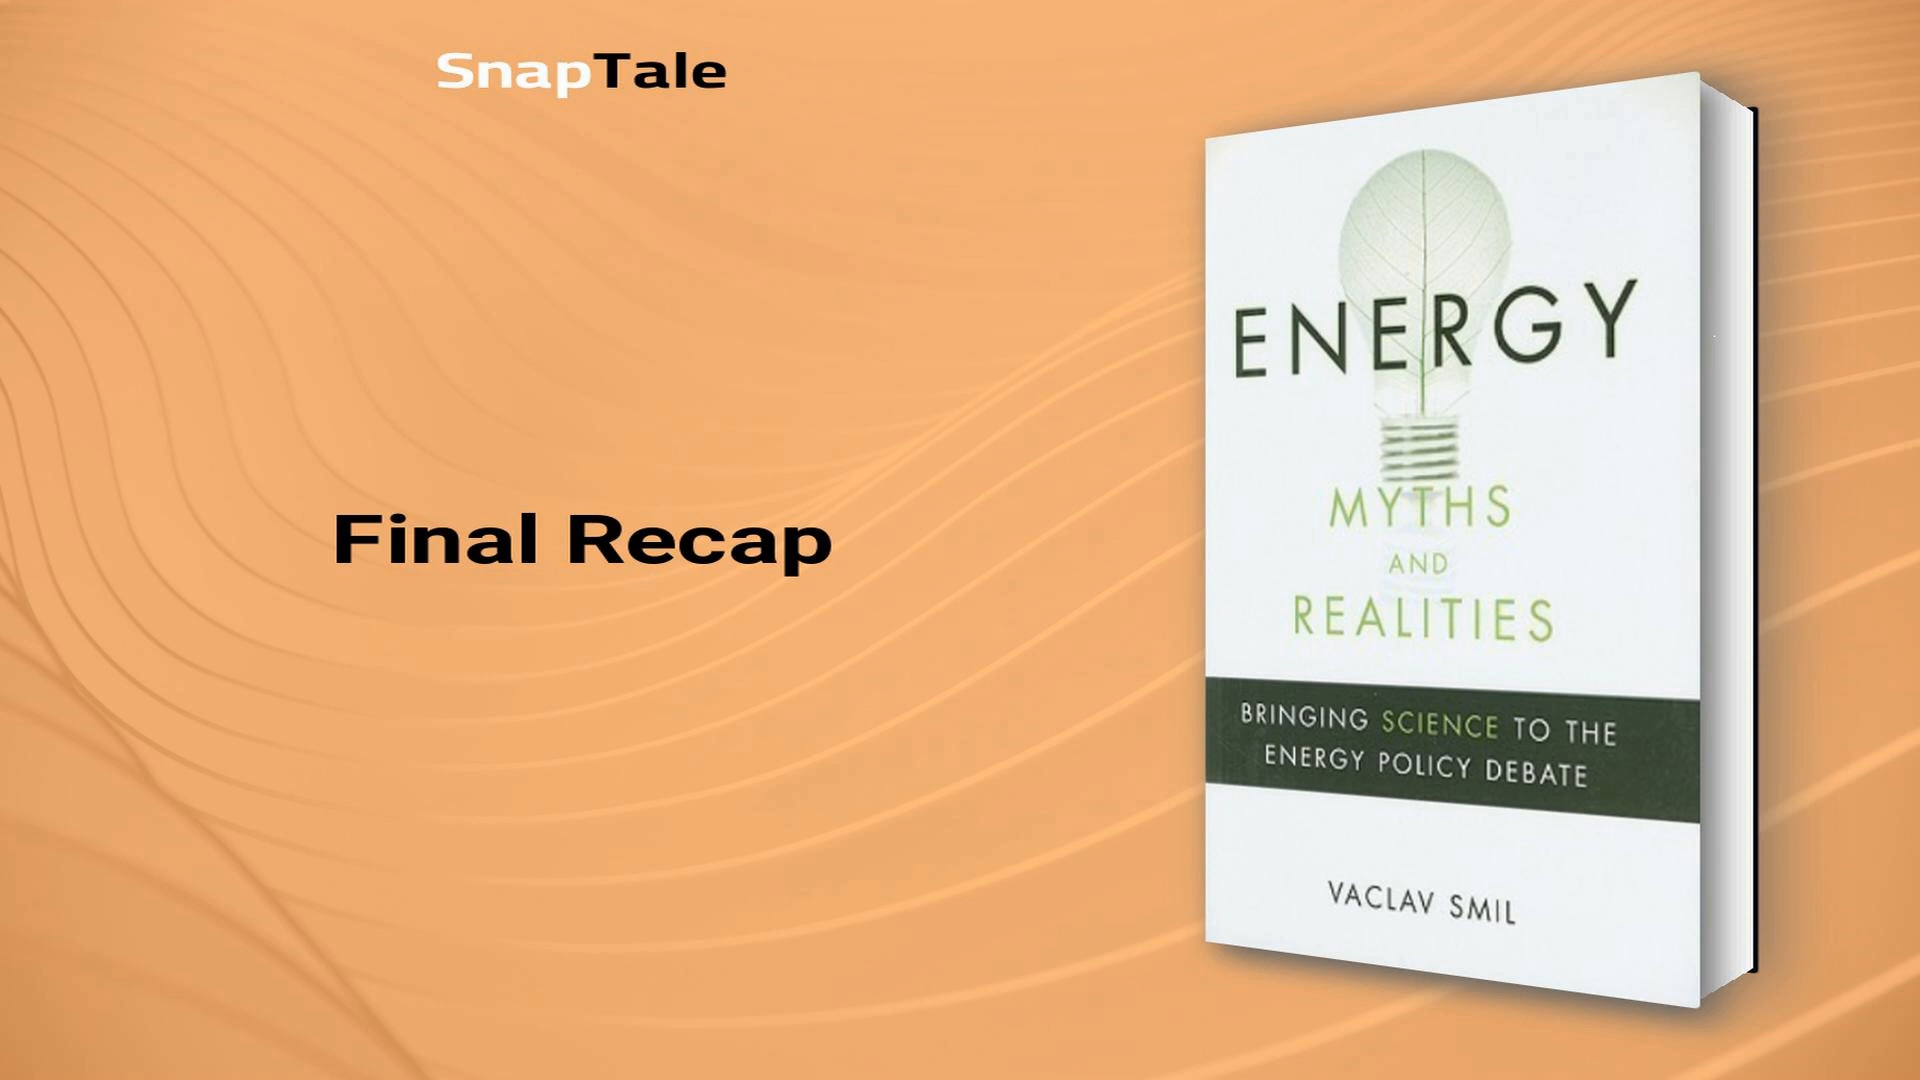 SnapTale
Final Recap
ENERGY
MYTHS
AND
REALITIES
BRINGING SCIENCE TO THE
ENERGY POLICY DEBATE
VACLAV SMIL